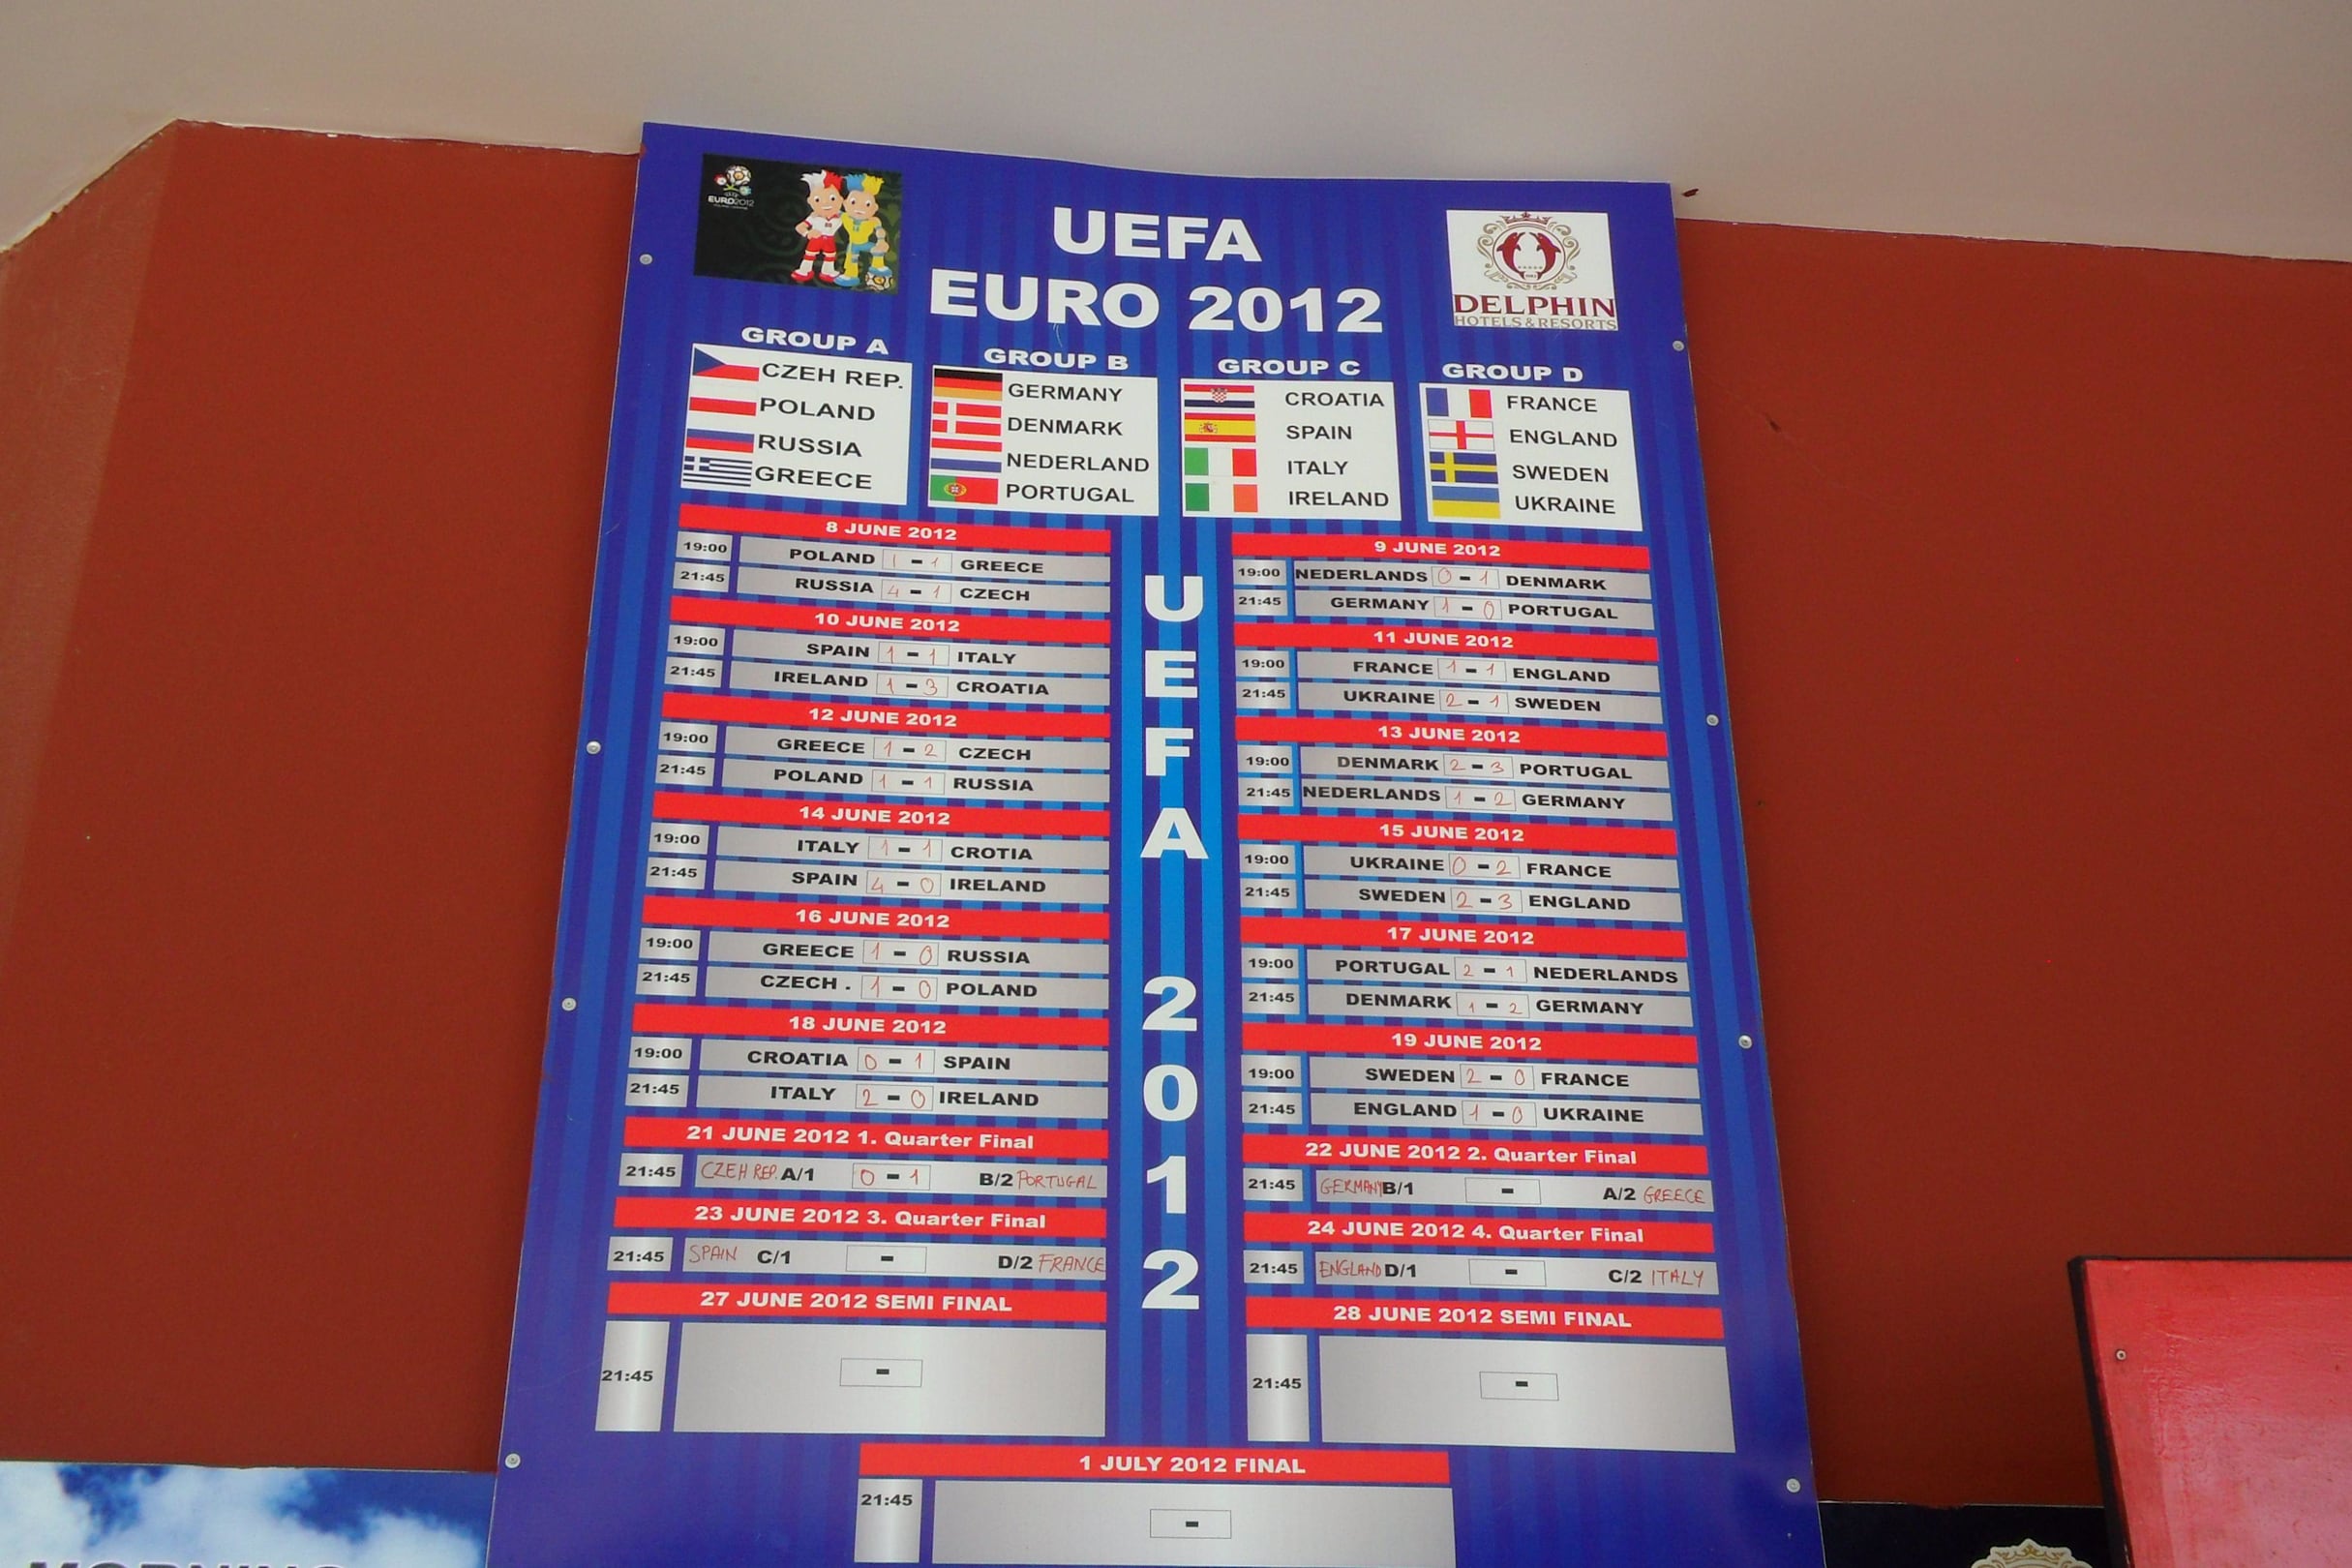 EURO2012
UEFA
EURO 2012
DELPHIN
HOTELS & RESORTS
GROUP A
CZEH REP.
POLAND
RUSSIA
GREECE
GROUP B
GERMANY
DENMARK
NEDERLAND
PORTUGAL
GROUP C
CROATIA
SPAIN
ITALY
IRELAND
GROUP D
FRANCE
ENGLAND
SWEDEN
UKRAINE
8 JUNE 2012
19:00 POLAND 1 - 1 GREECE
21:45 RUSSIA 4 - 1 CZECH
10 JUNE 2012
19:00 SPAIN 1 - 1 ITALY
21:45 IRELAND 1 - 3 CROATIA
12 JUNE 2012
19:00 GREECE 1 - 2 CZECH
21:45 POLAND 1 - 1 RUSSIA
14 JUNE 2012
19:00 ITALY 1 - 1 CROTIA
21:45 SPAIN 4 - 0 IRELAND
16 JUNE 2012
19:00 GREECE 1 - 0 RUSSIA
21:45 CZECH . 1 - 0 POLAND
18 JUNE 2012
19:00 CROATIA 0 - 1 SPAIN
21:45 ITALY 2 - 0 IRELAND
21 JUNE 2012 1. Quarter Final
21:45 CZEH REP. A/1 0 - 1 B/2 PORTUGAL
23 JUNE 2012 3. Quarter Final
21:45 SPAIN C/1 - D/2 FRANCE
27 JUNE 2012 SEMI FINAL
21:45 -
UEFA 2012
9 JUNE 2012
19:00 NEDERLANDS 0 - 1 DENMARK
21:45 GERMANY 1 - 0 PORTUGAL
11 JUNE 2012
19:00 FRANCE 1 - 1 ENGLAND
21:45 UKRAINE 2 - 1 SWEDEN
13 JUNE 2012
19:00 DENMARK 2 - 3 PORTUGAL
21:45 NEDERLANDS 1 - 2 GERMANY
15 JUNE 2012
19:00 UKRAINE 0 - 2 FRANCE
21:45 SWEDEN 2 - 3 ENGLAND
17 JUNE 2012
19:00 PORTUGAL 2 - 1 NEDERLANDS
21:45 DENMARK 1 - 2 GERMANY
19 JUNE 2012
19:00 SWEDEN 2 - 0 FRANCE
21:45 ENGLAND 1 - 0 UKRAINE
22 JUNE 2012 2. Quarter Final
21:45 GERMANY B/1 - A/2 GREECE
24 JUNE 2012 4. Quarter Final
21:45 ENGLAND D/1 - C/2 ITALY
28 JUNE 2012 SEMI FINAL
21:45 -
1 JULY 2012 FINAL
21:45 -